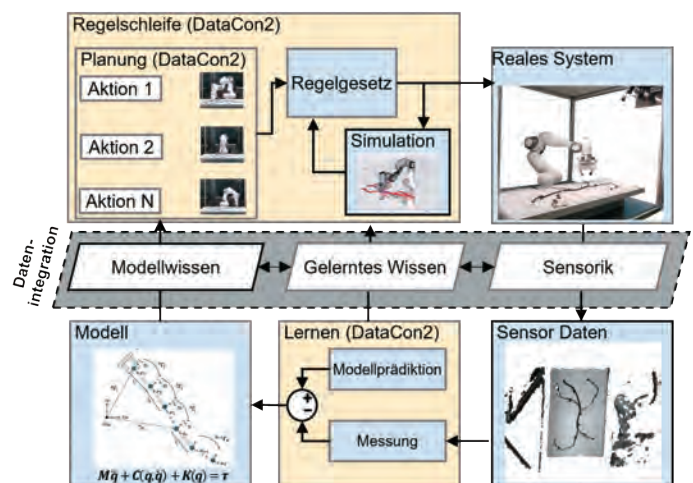 Regelschleife (DataCon2)
Planung (DataCon2)
Aktion 1
Aktion 2
Aktion N
Regelgesetz
Simulation
Reales System
Daten-
integration
Modellwissen
Gelerntes Wissen
Sensorik
Modell
Mq̈ + C(q,q̇) + K(q) = τ
Lernen (DataCon2)
Modellprädiktion
+
−
Messung
Sensor Daten